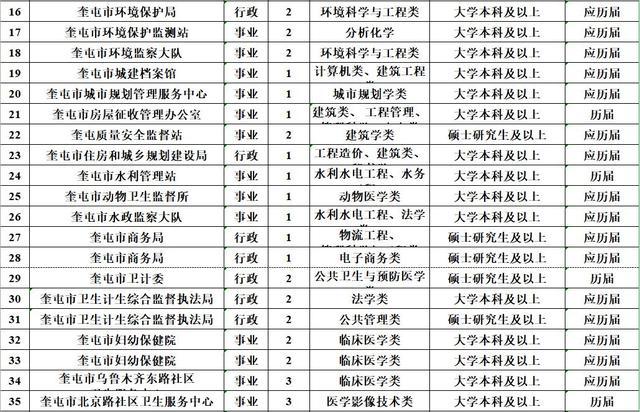 16 奎屯市环境保护局 行政 2 环境科学与工程类 大学本科及以上 应历届
17 奎屯市环境保护监测站 事业 2 分析化学 大学本科及以上 应历届
18 奎屯市环境监察大队 事业 2 环境科学与工程类 大学本科及以上 应历届
19 奎屯市城建档案馆 事业 1 计算机类、建筑工程 大学本科及以上 应历届
20 奎屯市城市规划管理服务中心 事业 1 城市规划学类 大学本科及以上 应历届
21 奎屯市房屋征收管理办公室 事业 1 建筑类、工程管理、 大学本科及以上 历届
22 奎屯质量安全监督站 事业 2 建筑学类 硕士研究生及以上 应历届
23 奎屯市住房和城乡规划建设局 行政 1 工程造价、建筑类、 大学本科及以上 应历届
24 奎屯市水利管理站 事业 1 水利水电工程、水务 大学本科及以上 历届
25 奎屯市动物卫生监督所 事业 1 动物医学类 大学本科及以上 应历届
26 奎屯市水政监察大队 事业 2 水利水电工程、法学 大学本科及以上 应历届
27 奎屯市商务局 行政 1 物流工程、 硕士研究生及以上 应历届
28 奎屯市商务局 行政 1 电子商务类 硕士研究生及以上 应历届
29 奎屯市卫计委 行政 2 公共卫生与预防医学 硕士研究生及以上 历届
30 奎屯市卫生计生综合监督执法局 行政 2 法学类 大学本科及以上 应历届
31 奎屯市卫生计生综合监督执法局 行政 2 公共管理类 硕士研究生及以上 应历届
32 奎屯市妇幼保健院 事业 2 临床医学类 大学本科及以上 应历届
33 奎屯市妇幼保健院 事业 2 临床医学类 大学本科及以上 应历届
34 奎屯市乌鲁木齐东路社区 事业 3 临床医学类 大学本科及以上 应历届
35 奎屯市北京路社区卫生服务中心 事业 3 医学影像技术类 大学本科及以上 历届